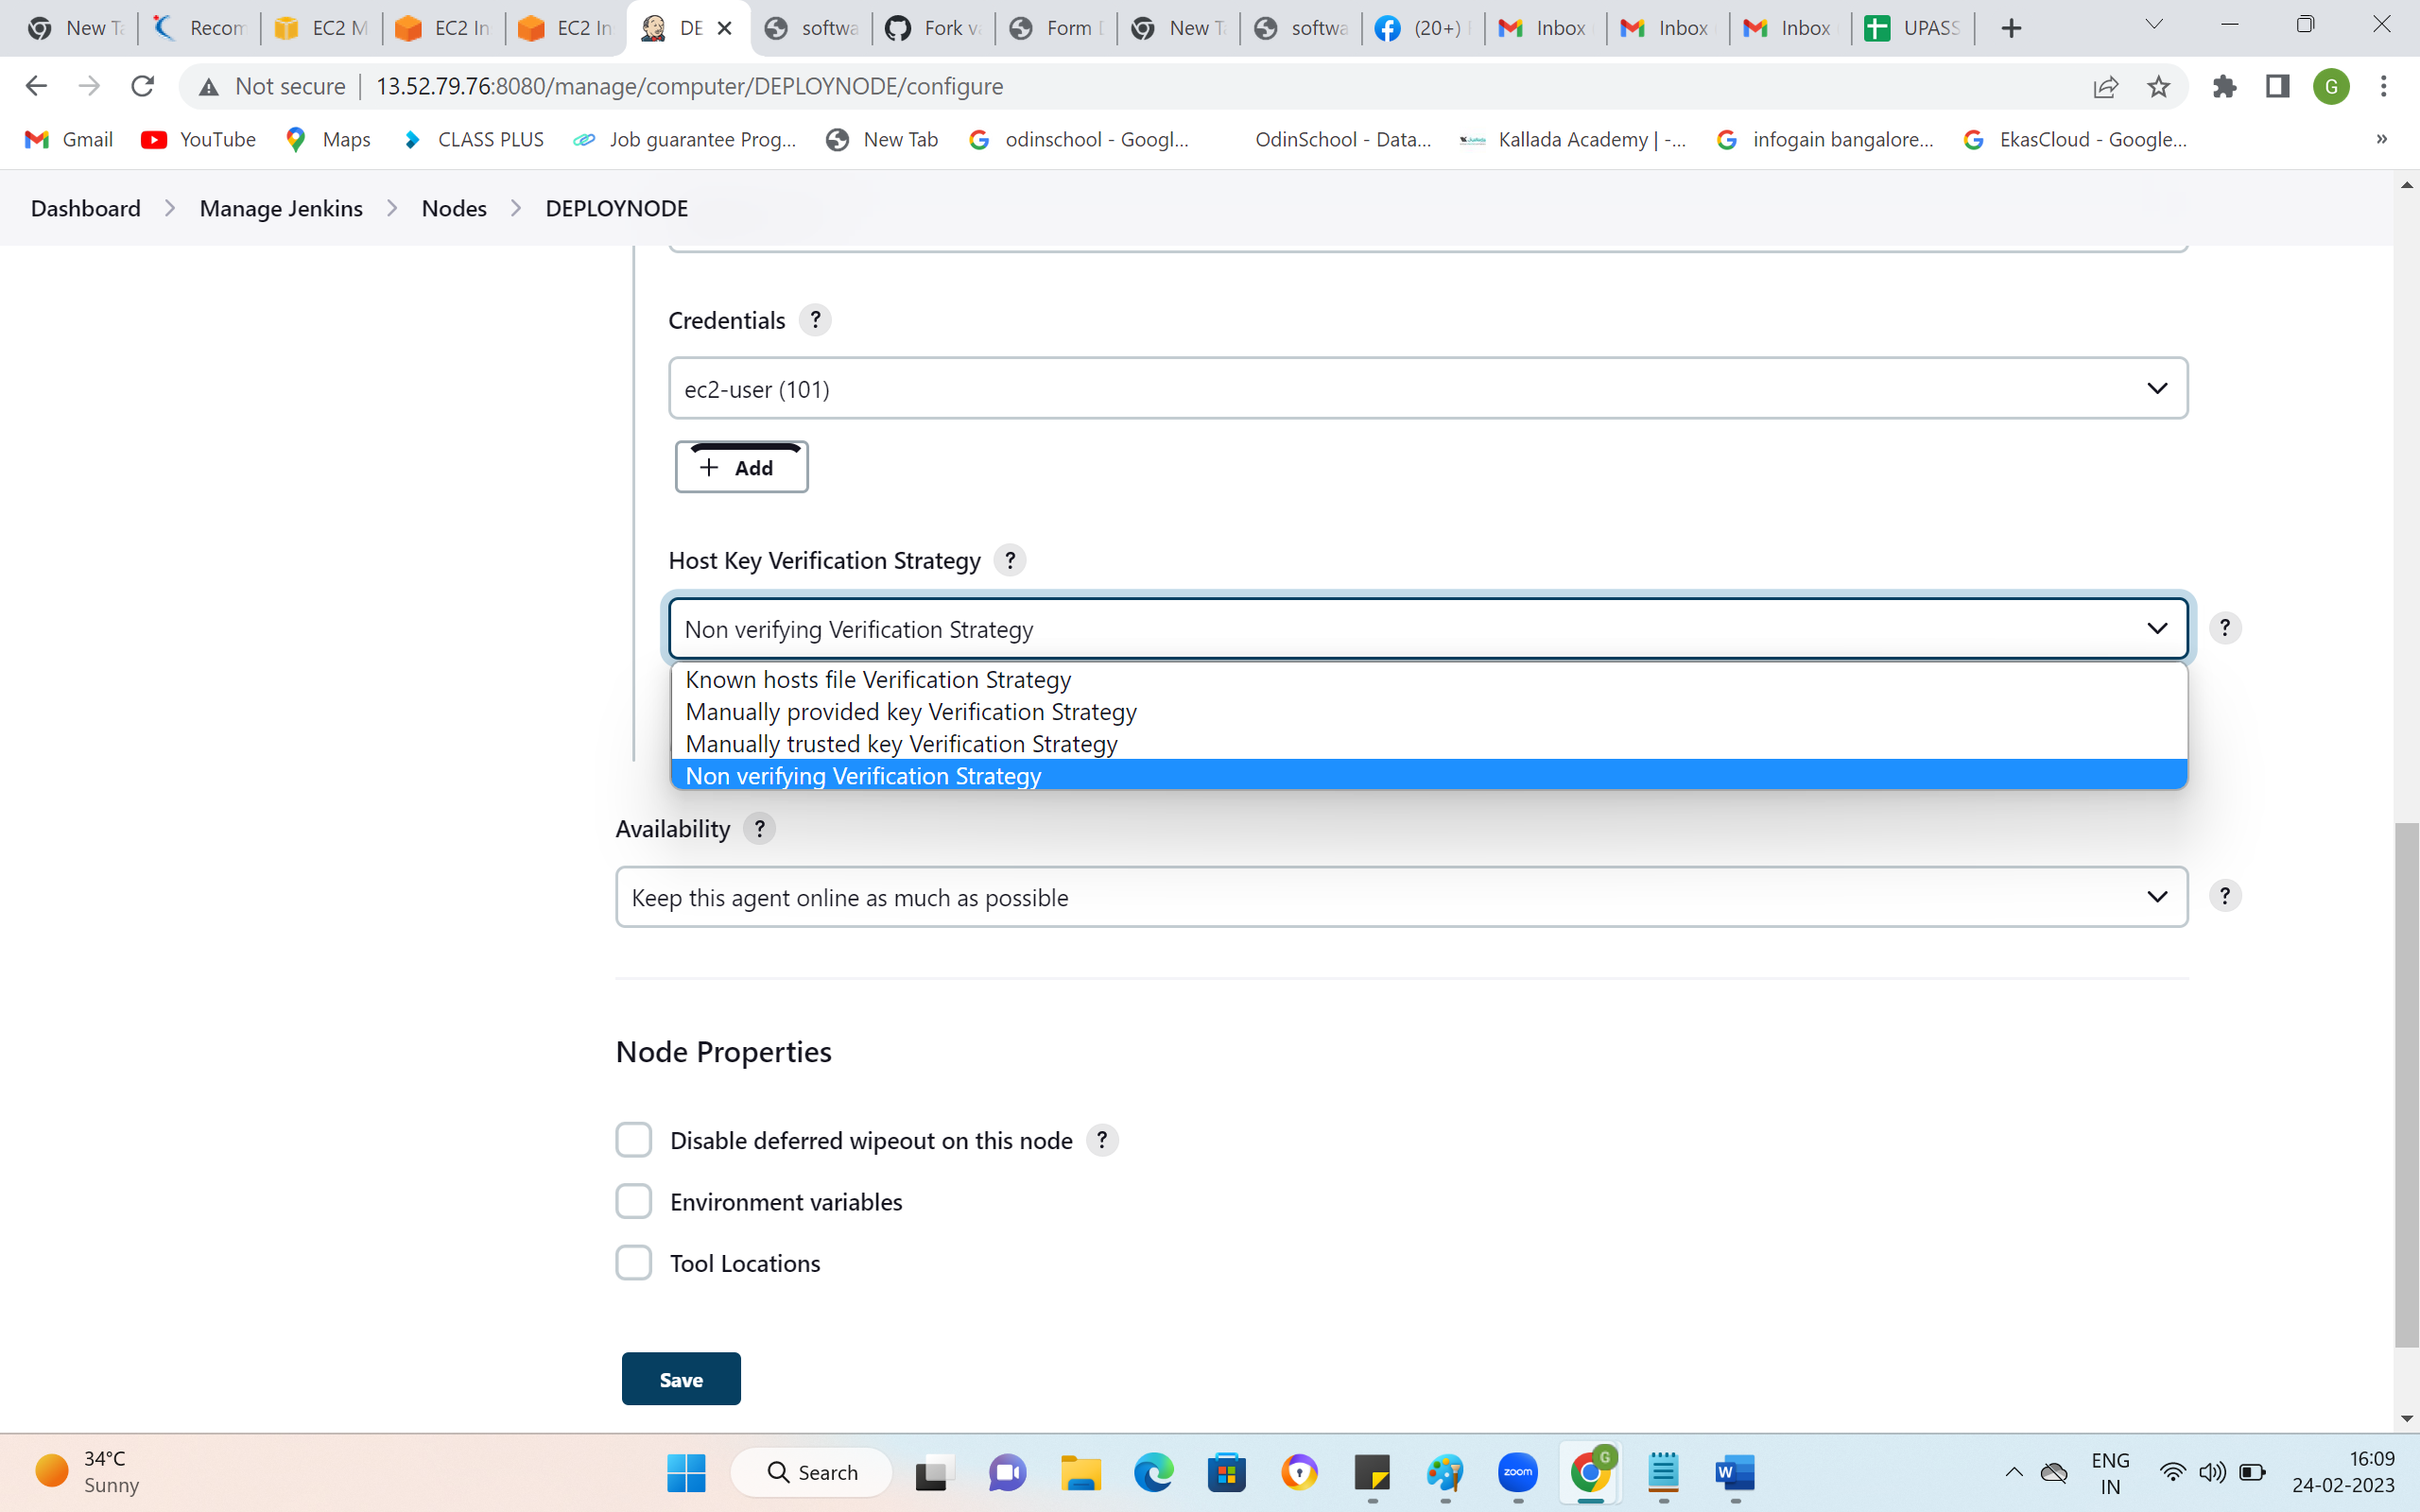 New Ta
Recom
EC2 M
EC2 In
EC2 In
DE
softwa
Fork v
Form
New Ta
softwa
(20+)
Inbox
Inbox
Inbox
UPASS
Not secure
13.52.79.76:8080/manage/computer/DEPLOYNODE/configure
G
Gmail
YouTube
Maps
CLASS PLUS
Job guarantee Prog...
New Tab
odinschool - Googl...
OdinSchool - Data...
Kallada Academy | -...
infogain bangalore...
EkasCloud - Google...
»
Dashboard > Manage Jenkins > Nodes > DEPLOYNODE
Credentials ?
ec2-user (101)
+ Add
Host Key Verification Strategy ?
Non verifying Verification Strategy
?
Known hosts file Verification Strategy
Manually provided key Verification Strategy
Manually trusted key Verification Strategy
Non verifying Verification Strategy
Availability ?
Keep this agent online as much as possible
?
Node Properties
Disable deferred wipeout on this node ?
Environment variables
Tool Locations
Save
34°C
Sunny
Search
zoom
G
W
ENG
IN
16:09
24-02-2023